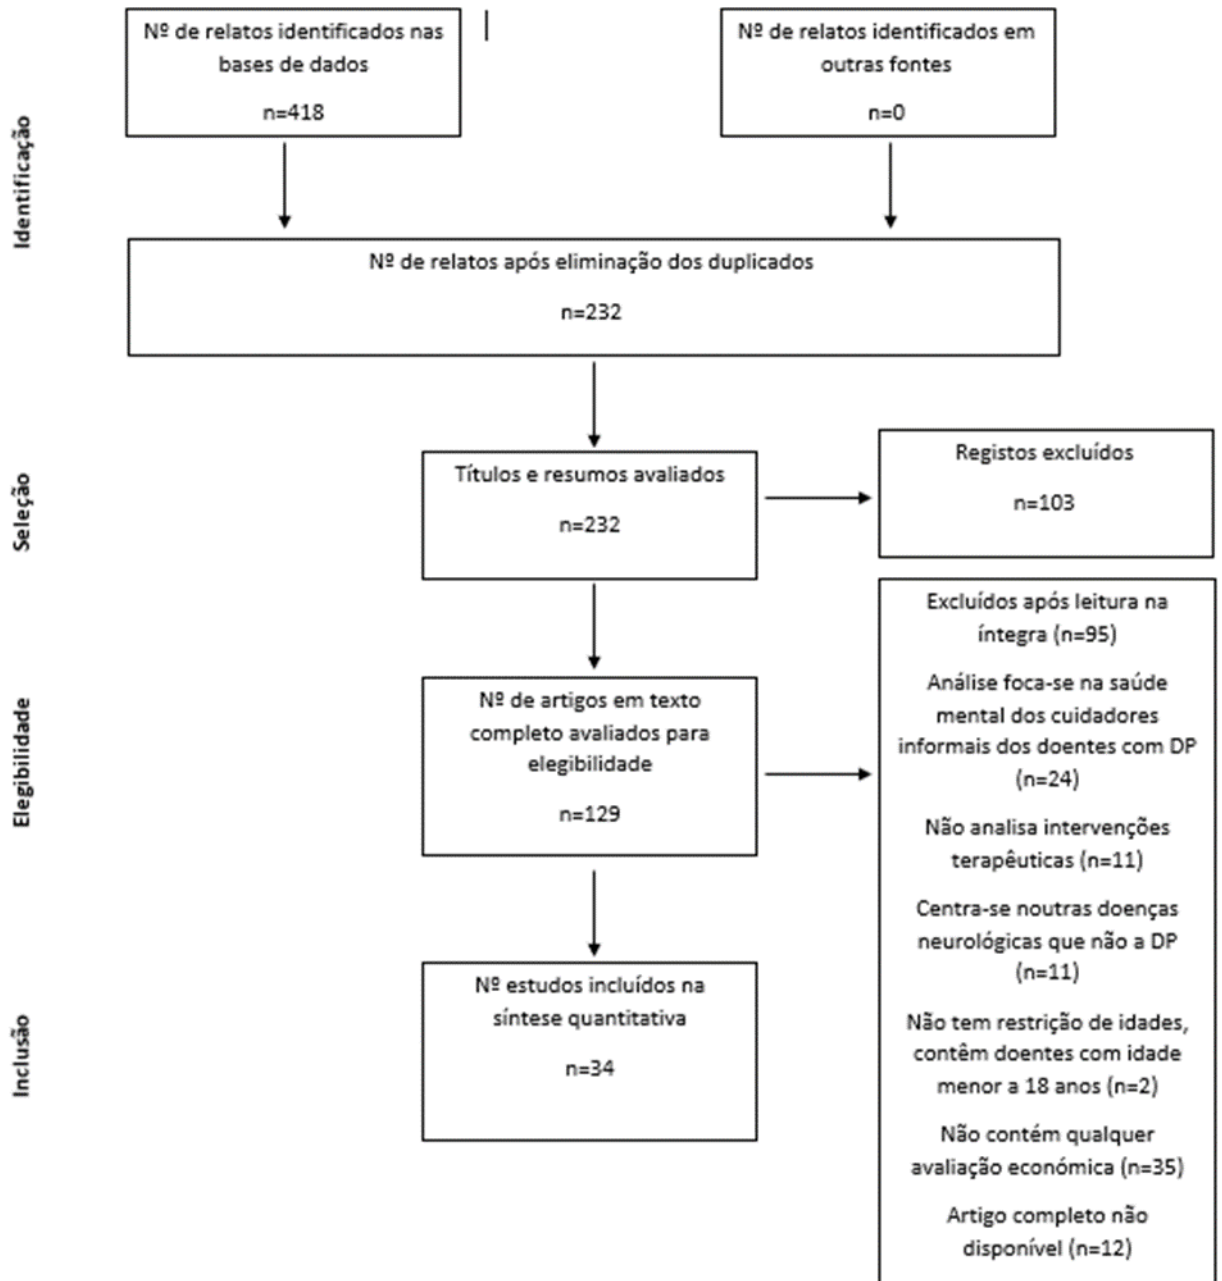 Nº de relatos identificados nas
bases de dados
n=418
Nº de relatos identificados em
outras fontes
n=0
Identificação
Nº de relatos após eliminação dos duplicados
n=232
Seleção
Títulos e resumos avaliados
n=232
Registos excluídos
n=103
Elegibilidade
Nº de artigos em texto
completo avaliados para
elegibilidade
n=129
Excluídos após leitura na
íntegra (n=95)
Análise foca-se na saúde
mental dos cuidadores
informais dos doentes com DP
(n=24)
Não analisa intervenções
terapêuticas (n=11)
Centra-se noutras doenças
neurológicas que não a DP
(n=11)
Não tem restrição de idades,
contêm doentes com idade
menor a 18 anos (n=2)
Não contém qualquer
avaliação económica (n=35)
Artigo completo não
disponível (n=12)
Inclusão
Nº estudos incluídos na
síntese quantitativa
n=34